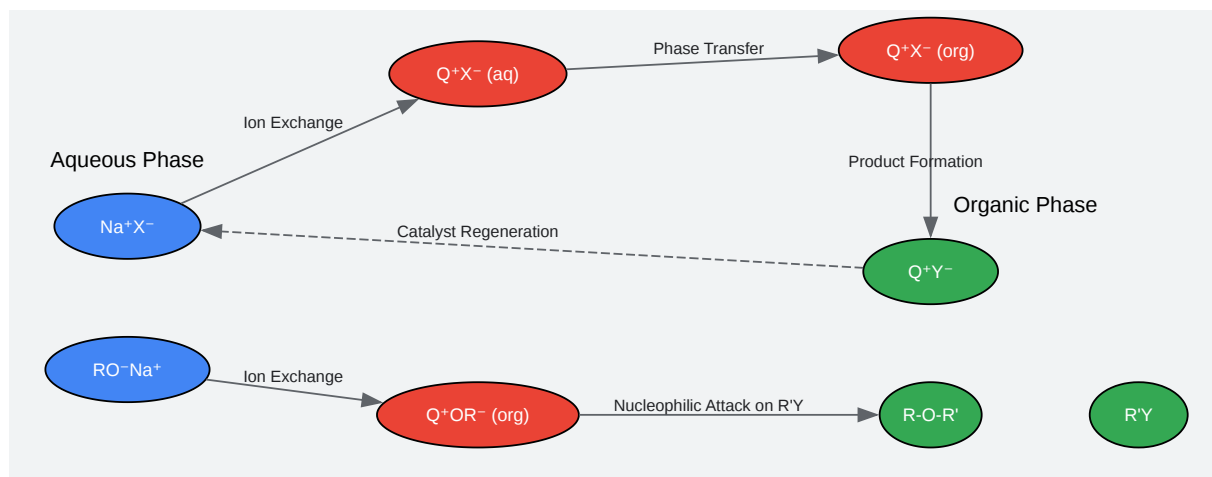 Q⁺X⁻ (aq)
Phase Transfer
Q⁺X⁻ (org)
Ion Exchange
Aqueous Phase
Product Formation
Na⁺X⁻
Organic Phase
Catalyst Regeneration
Q⁺Y⁻
RO⁻Na⁺
Ion Exchange
Q⁺OR⁻ (org)
Nucleophilic Attack on R'Y
R-O-R'
R'Y